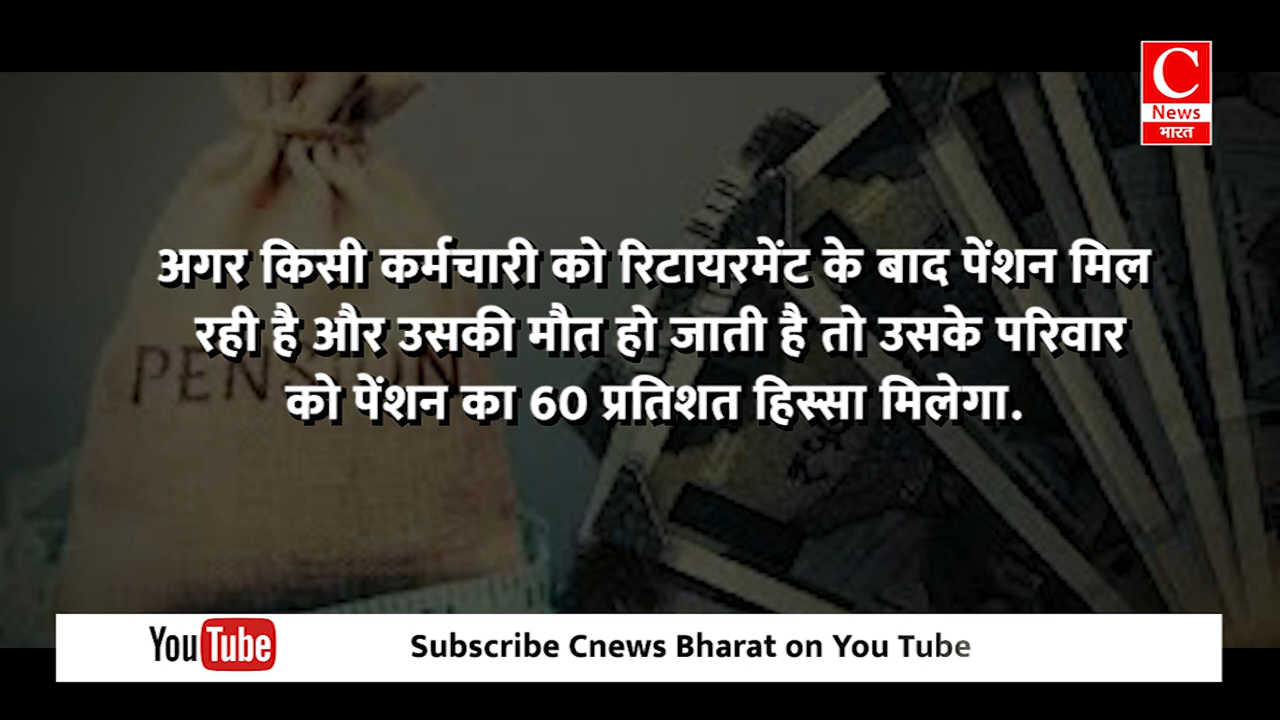 C
News
भारत
अगर किसी कर्मचारी को रिटायरमेंट के बाद पेंशन मिल
रही है और उसकी मौत हो जाती है तो उसके परिवार
को पेंशन का 60 प्रतिशत हिस्सा मिलेगा.
PENSION
YouTube
Subscribe Cnews Bharat on You Tube